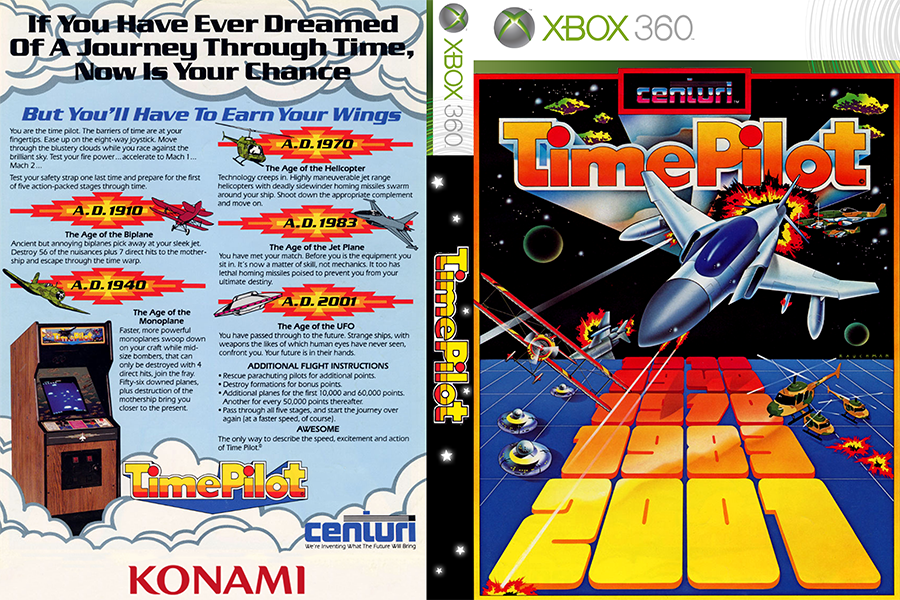 If You Have Ever Dreamed
Of A Journey Through Time,
Now Is Your Chance
But You'll Have To Earn Your Wings
You are the time pilot. The barriers of time are at your
fingertips. Ease up on the eight-way joystick. Move
through the blustery clouds while you race against the
brilliant sky. Test your fire power ... accelerate to Mach 1 ...
Mach 2 ...
Test your safety strap one last time and prepare for the first
of five action-packed stages through time.
A.D. 1910
The Age of the Biplane
Ancient but annoying biplanes pick away at your sleek jet.
Destroy 56 of the nuisances plus 7 direct hits to the mother-
ship and escape through the time warp.
A.D. 1940
The Age of the
Monoplane
Faster, more powerful
monoplanes swoop down
on your craft while mid-
size bombers, that can
only be destroyed with 4
direct hits, join the fray.
Fifty-six downed planes,
plus destruction of the
mothership bring you
closer to the present.
A.D. 1970
The Age of the Helicopter
Technology creeps in. Highly maneuverable jet range
helicopters with deadly sidewinder homing missiles swarm
around your ship. Shoot down the appropriate complement
and move on.
A.D. 1983
The Age of the Jet Plane
You have met your match. Before you is the equipment you
sit in. It's now a matter of skill, not mechanics. It too has
lethal homing missiles poised to prevent you from your
ultimate destiny.
A.D. 2001
The Age of the UFO
You have passed through to the future. Strange ships, with
weapons the likes of which human eyes have never seen,
confront you. Your future is in their hands.
ADDITIONAL FLIGHT INSTRUCTIONS
• Rescue parachuting pilots for additional points.
• Destroy formations for bonus points.
• Additional planes for the first 10,000 and 60,000 points.
Another for every 50,000 points thereafter.
• Pass through all five stages, and start the journey over
again (at a faster speed, of course).
AWESOME
The only way to describe the speed, excitement and action
of Time Pilot.®
Time Pilot
centuri
We're Inventing What The Future Will Bring
KONAMI
XBOX 360
Time Pilot
XBOX 360
centuri
Time Pilot
1940
1970
1983
2001